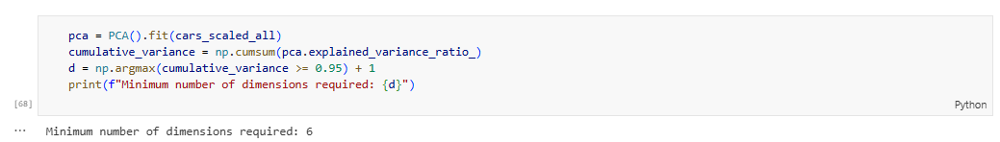 pca = PCA().fit(cars_scaled_all)
cumulative_variance = np.cumsum(pca.explained_variance_ratio_)
d = np.argmax(cumulative_variance >= 0.95) + 1
print(f"Minimum number of dimensions required: {d}")
[68]
Python
... Minimum number of dimensions required: 6